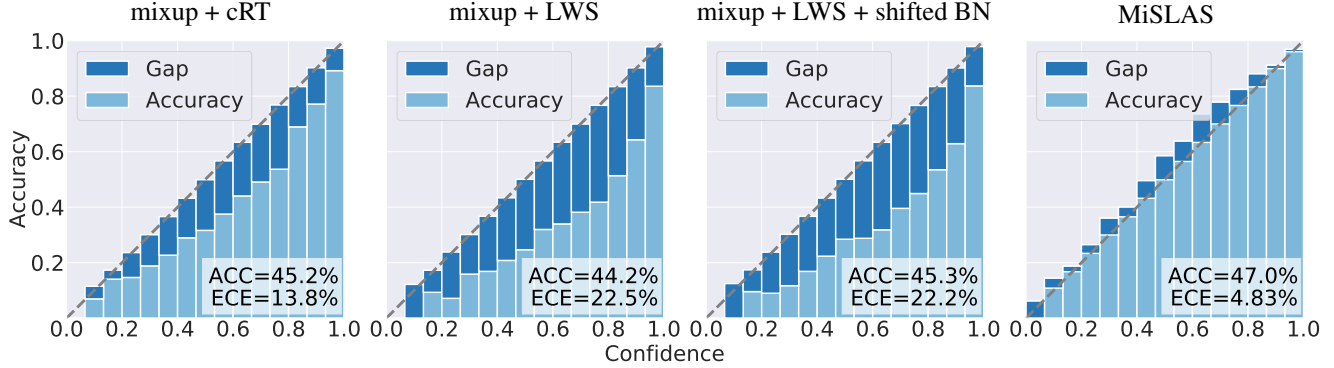 mixup + cRT
mixup + LWS
mixup + LWS + shifted BN
MiSLAS
Accuracy
1.0
0.8
0.6
0.4
0.2
Gap
Accuracy
ACC=45.2%
ECE=13.8%
0.0 0.2 0.4 0.6 0.8 1.0
Gap
Accuracy
ACC=44.2%
ECE=22.5%
0.0 0.2 0.4 0.6 0.8 1.0
Gap
Accuracy
ACC=45.3%
ECE=22.2%
0.0 0.2 0.4 0.6 0.8 1.0
Gap
Accuracy
ACC=47.0%
ECE=4.83%
0.0 0.2 0.4 0.6 0.8 1.0
Confidence